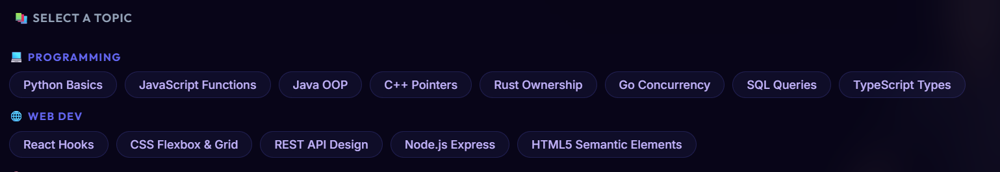 SELECT A TOPIC
PROGRAMMING
Python Basics JavaScript Functions Java OOP C++ Pointers Rust Ownership Go Concurrency SQL Queries TypeScript Types
WEB DEV
React Hooks CSS Flexbox & Grid REST API Design Node.js Express HTML5 Semantic Elements